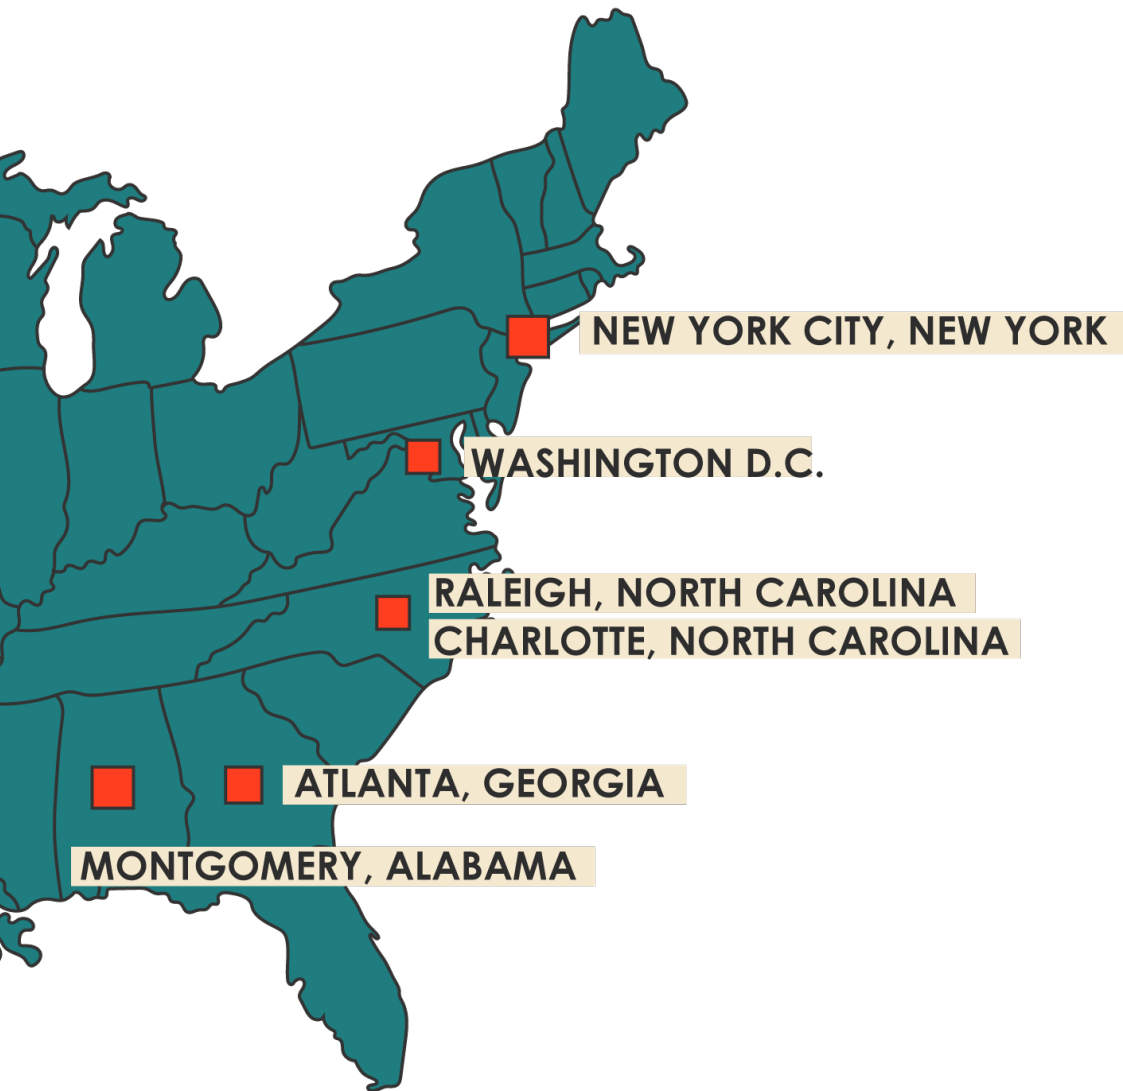 NEW YORK CITY, NEW YORK
WASHINGTON D.C.
RALEIGH, NORTH CAROLINA
CHARLOTTE, NORTH CAROLINA
ATLANTA, GEORGIA
MONTGOMERY, ALABAMA